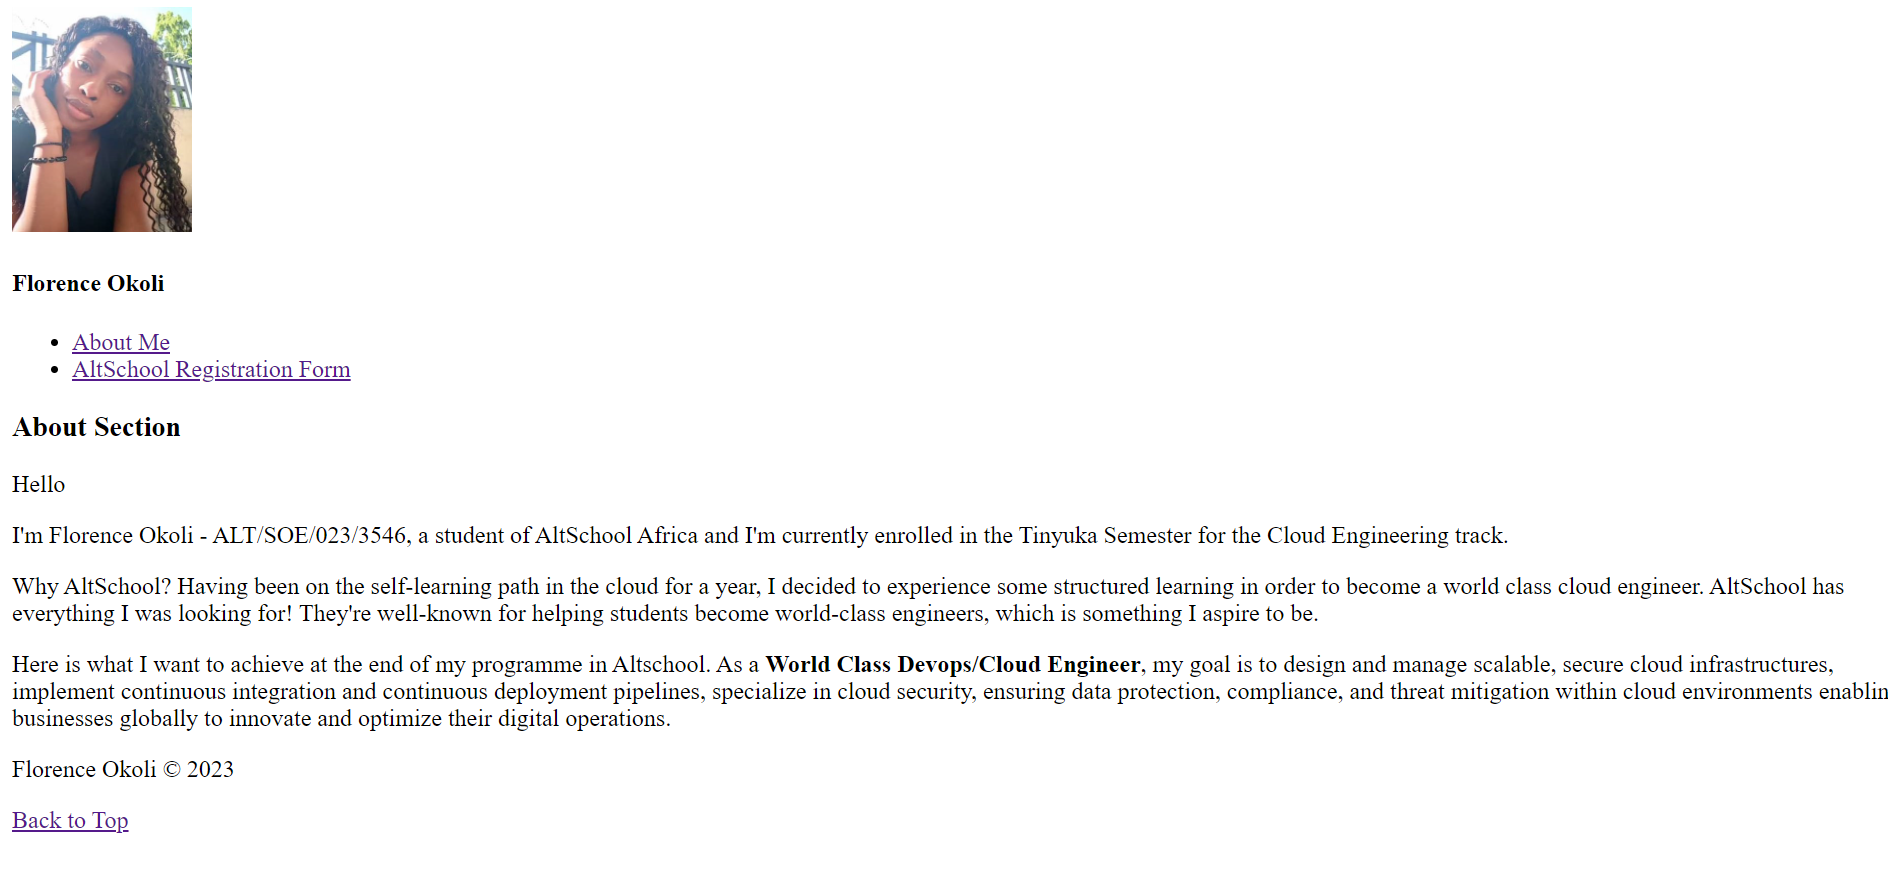 Florence Okoli
About Me
AltSchool Registration Form
About Section
Hello
I'm Florence Okoli - ALT/SOE/023/3546, a student of AltSchool Africa and I'm currently enrolled in the Tinyuka Semester for the Cloud Engineering track.
Why AltSchool? Having been on the self-learning path in the cloud for a year, I decided to experience some structured learning in order to become a world class cloud engineer. AltSchool has
everything I was looking for! They're well-known for helping students become world-class engineers, which is something I aspire to be.
Here is what I want to achieve at the end of my programme in Altschool. As a World Class Devops/Cloud Engineer, my goal is to design and manage scalable, secure cloud infrastructures,
implement continuous integration and continuous deployment pipelines, specialize in cloud security, ensuring data protection, compliance, and threat mitigation within cloud environments enablin
businesses globally to innovate and optimize their digital operations.
Florence Okoli © 2023
Back to Top